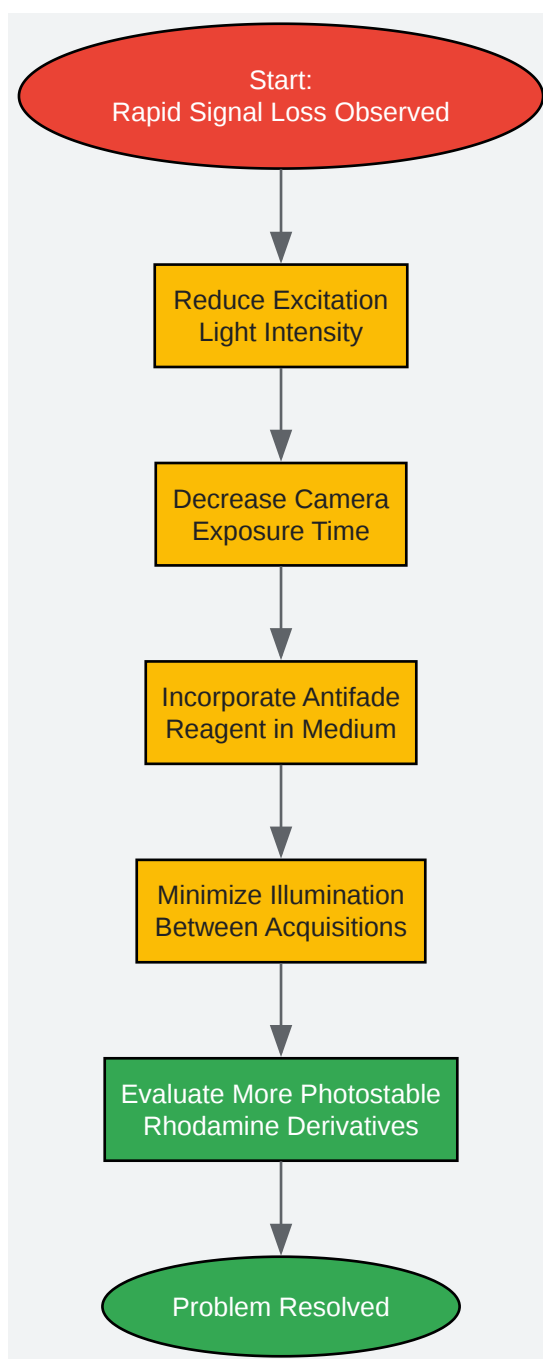 Start:
Rapid Signal Loss Observed
Reduce Excitation
Light Intensity
Decrease Camera
Exposure Time
Incorporate Antifade
Reagent in Medium
Minimize Illumination
Between Acquisitions
Evaluate More Photostable
Rhodamine Derivatives
Problem Resolved